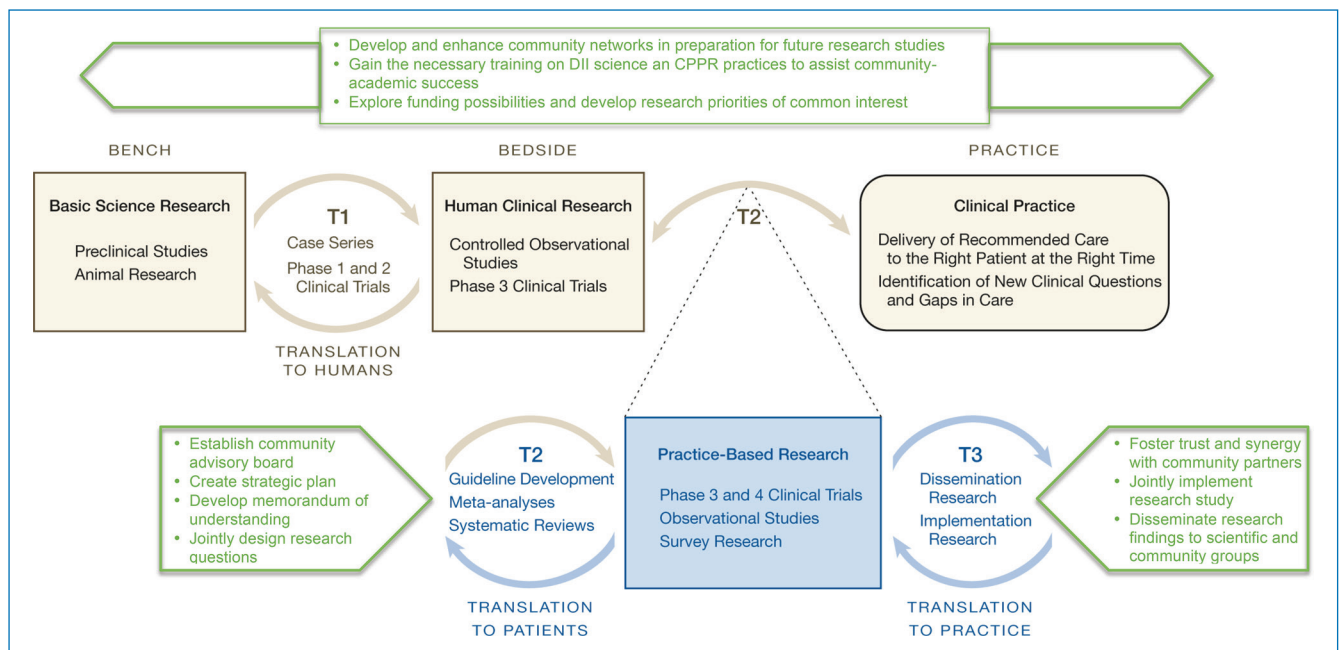 • Develop and enhance community networks in preparation for future research studies
• Gain the necessary training on DII science an CPPR practices to assist community-
academic success
• Explore funding possibilities and develop research priorities of common interest
BENCH
BEDSIDE
PRACTICE
Basic Science Research
Preclinical Studies
Animal Research
T1
Case Series
Phase 1 and 2
Clinical Trials
TRANSLATION
TO HUMANS
Human Clinical Research
Controlled Observational
Studies
Phase 3 Clinical Trials
T2
Clinical Practice
Delivery of Recommended Care
to the Right Patient at the Right Time
Identification of New Clinical Questions
and Gaps in Care
• Establish community
advisory board
• Create strategic plan
• Develop memorandum of
understanding
• Jointly design research
questions
T2
Guideline Development
Meta-analyses
Systematic Reviews
TRANSLATION
TO PATIENTS
Practice-Based Research
Phase 3 and 4 Clinical Trials
Observational Studies
Survey Research
T3
Dissemination
Research
Implementation
Research
TRANSLATION
TO PRACTICE
• Foster trust and synergy
with community partners
• Jointly implement
research study
• Disseminate research
findings to scientific and
community groups